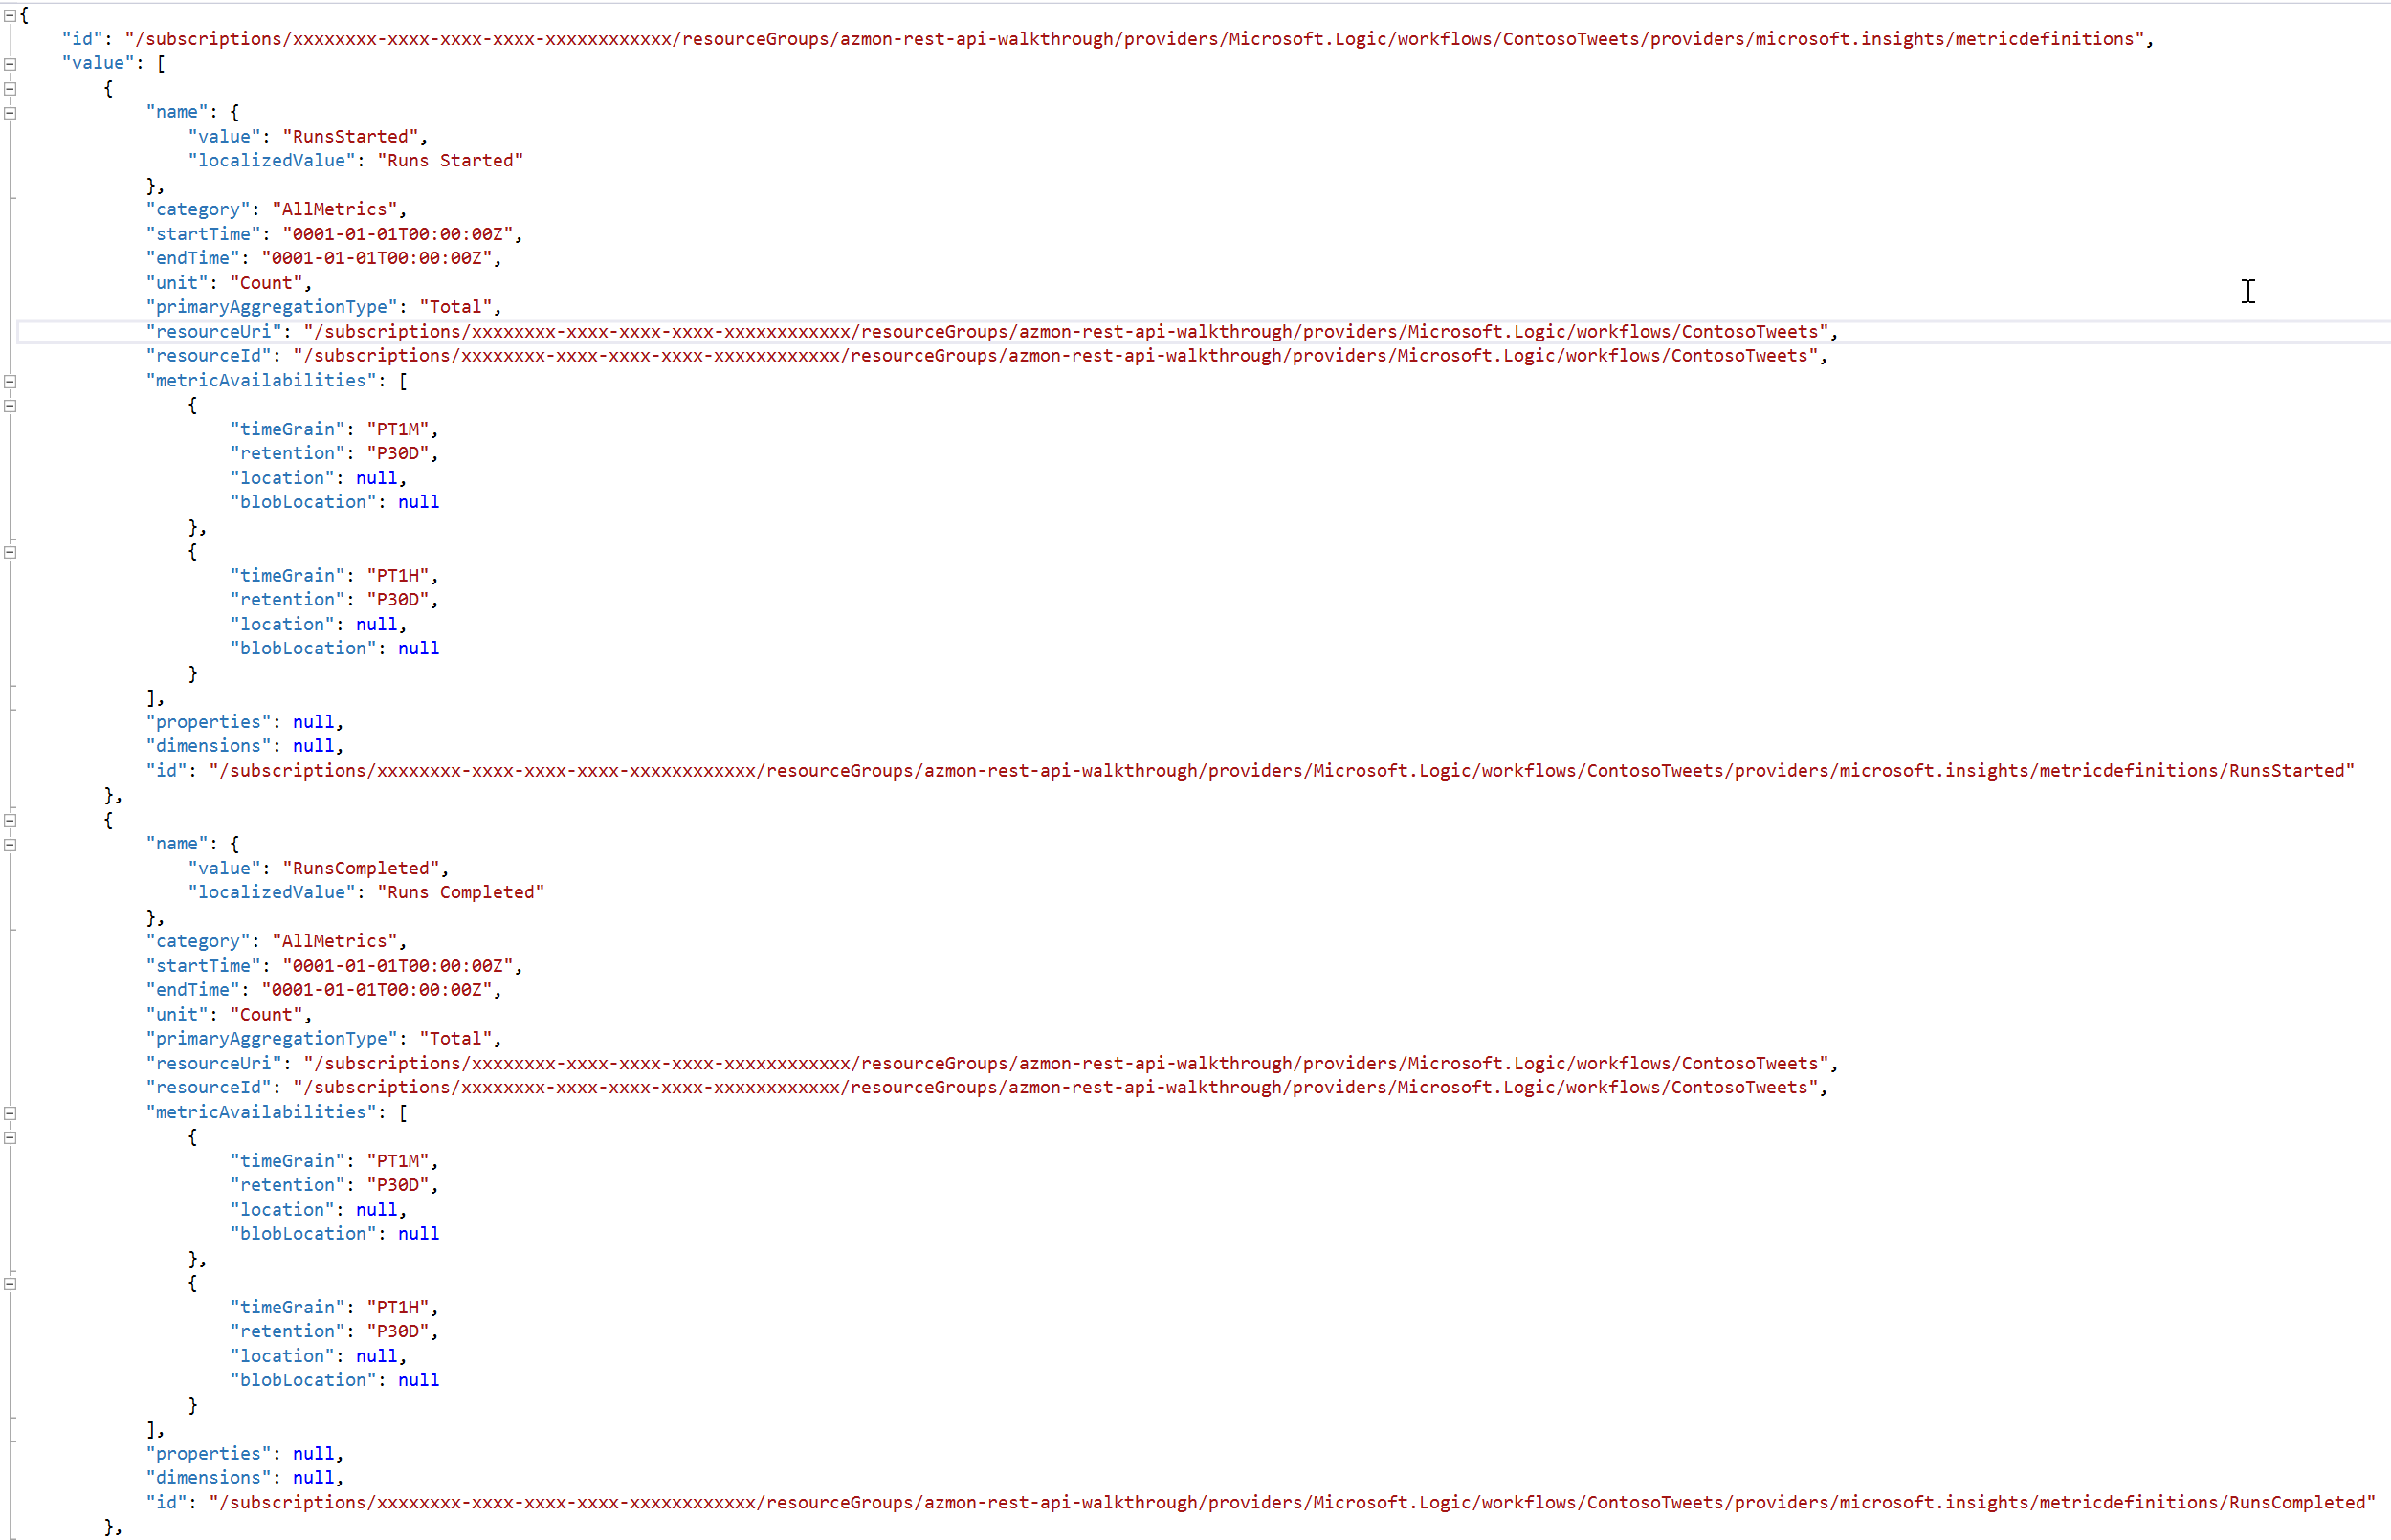 {
    "id": "/subscriptions/xxxxxxxx-xxxx-xxxx-xxxx-xxxxxxxxxxxx/resourceGroups/azmon-rest-api-walkthrough/providers/Microsoft.Logic/workflows/ContosoTweets/providers/microsoft.insights/metricdefinitions",
    "value": [
        {
            "name": {
                "value": "RunsStarted",
                "localizedValue": "Runs Started"
            },
            "category": "AllMetrics",
            "startTime": "0001-01-01T00:00:00Z",
            "endTime": "0001-01-01T00:00:00Z",
            "unit": "Count",
            "primaryAggregationType": "Total",
            "resourceUri": "/subscriptions/xxxxxxxx-xxxx-xxxx-xxxx-xxxxxxxxxxxx/resourceGroups/azmon-rest-api-walkthrough/providers/Microsoft.Logic/workflows/ContosoTweets",
            "resourceId": "/subscriptions/xxxxxxxx-xxxx-xxxx-xxxx-xxxxxxxxxxxx/resourceGroups/azmon-rest-api-walkthrough/providers/Microsoft.Logic/workflows/ContosoTweets",
            "metricAvailabilities": [
                {
                    "timeGrain": "PT1M",
                    "retention": "P30D",
                    "location": null,
                    "blobLocation": null
                },
                {
                    "timeGrain": "PT1H",
                    "retention": "P30D",
                    "location": null,
                    "blobLocation": null
                }
            ],
            "properties": null,
            "dimensions": null,
            "id": "/subscriptions/xxxxxxxx-xxxx-xxxx-xxxx-xxxxxxxxxxxx/resourceGroups/azmon-rest-api-walkthrough/providers/Microsoft.Logic/workflows/ContosoTweets/providers/microsoft.insights/metricdefinitions/RunsStarted"
        },
        {
            "name": {
                "value": "RunsCompleted",
                "localizedValue": "Runs Completed"
            },
            "category": "AllMetrics",
            "startTime": "0001-01-01T00:00:00Z",
            "endTime": "0001-01-01T00:00:00Z",
            "unit": "Count",
            "primaryAggregationType": "Total",
            "resourceUri": "/subscriptions/xxxxxxxx-xxxx-xxxx-xxxx-xxxxxxxxxxxx/resourceGroups/azmon-rest-api-walkthrough/providers/Microsoft.Logic/workflows/ContosoTweets",
            "resourceId": "/subscriptions/xxxxxxxx-xxxx-xxxx-xxxx-xxxxxxxxxxxx/resourceGroups/azmon-rest-api-walkthrough/providers/Microsoft.Logic/workflows/ContosoTweets",
            "metricAvailabilities": [
                {
                    "timeGrain": "PT1M",
                    "retention": "P30D",
                    "location": null,
                    "blobLocation": null
                },
                {
                    "timeGrain": "PT1H",
                    "retention": "P30D",
                    "location": null,
                    "blobLocation": null
                }
            ],
            "properties": null,
            "dimensions": null,
            "id": "/subscriptions/xxxxxxxx-xxxx-xxxx-xxxx-xxxxxxxxxxxx/resourceGroups/azmon-rest-api-walkthrough/providers/Microsoft.Logic/workflows/ContosoTweets/providers/microsoft.insights/metricdefinitions/RunsCompleted"
        },